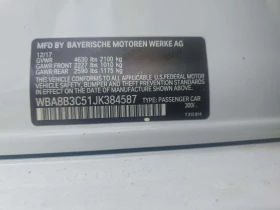 MFD. BY BAYERISCHE MOTOREN WERKE AG
12/17
GVWR 4630 lbs 2100 kg
GAWR FRONT 2227 lbs 1010 kg
GAWR REAR 2590 lbs 1175 kg
THIS VEHICLE CONFORMS TO ALL APPLICABLE U.S. FEDERAL MOTOR
VEHICLE SAFETY, BUMPER, AND THEFT PREVENTION STANDARDS
IN EFFECT ON THE DATE OF MANUFACTURE SHOWN ABOVE.
WBA8B3C51JK384587 TYPE: PASSENGER CAR